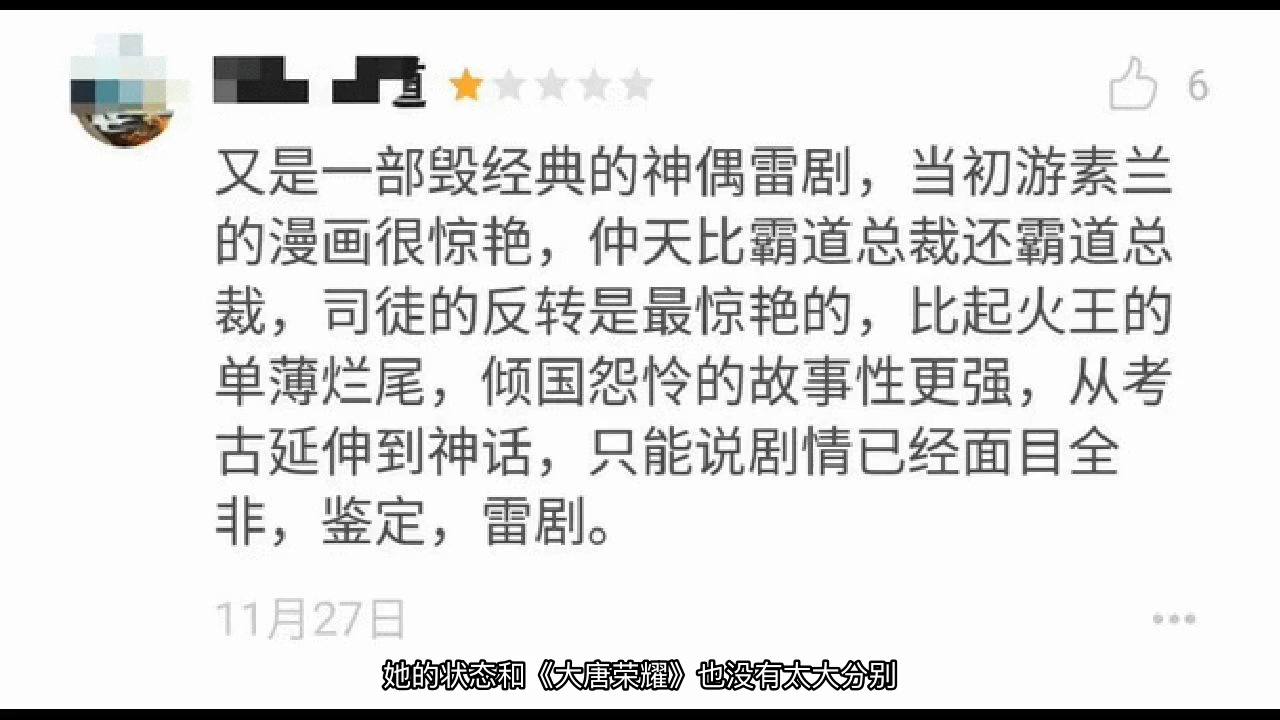 6
又是一部毁经典的神偶雷剧，当初游素兰
的漫画很惊艳，仲天比霸道总裁还霸道总
裁，司徒的反转是最惊艳的，比起火王的
单薄烂尾，倾国怨怜的故事性更强，从考
古延伸到神话，只能说剧情已经面目全
非，鉴定，雷剧。
11月27日
她的状态和《大唐荣耀》也没有太大分别